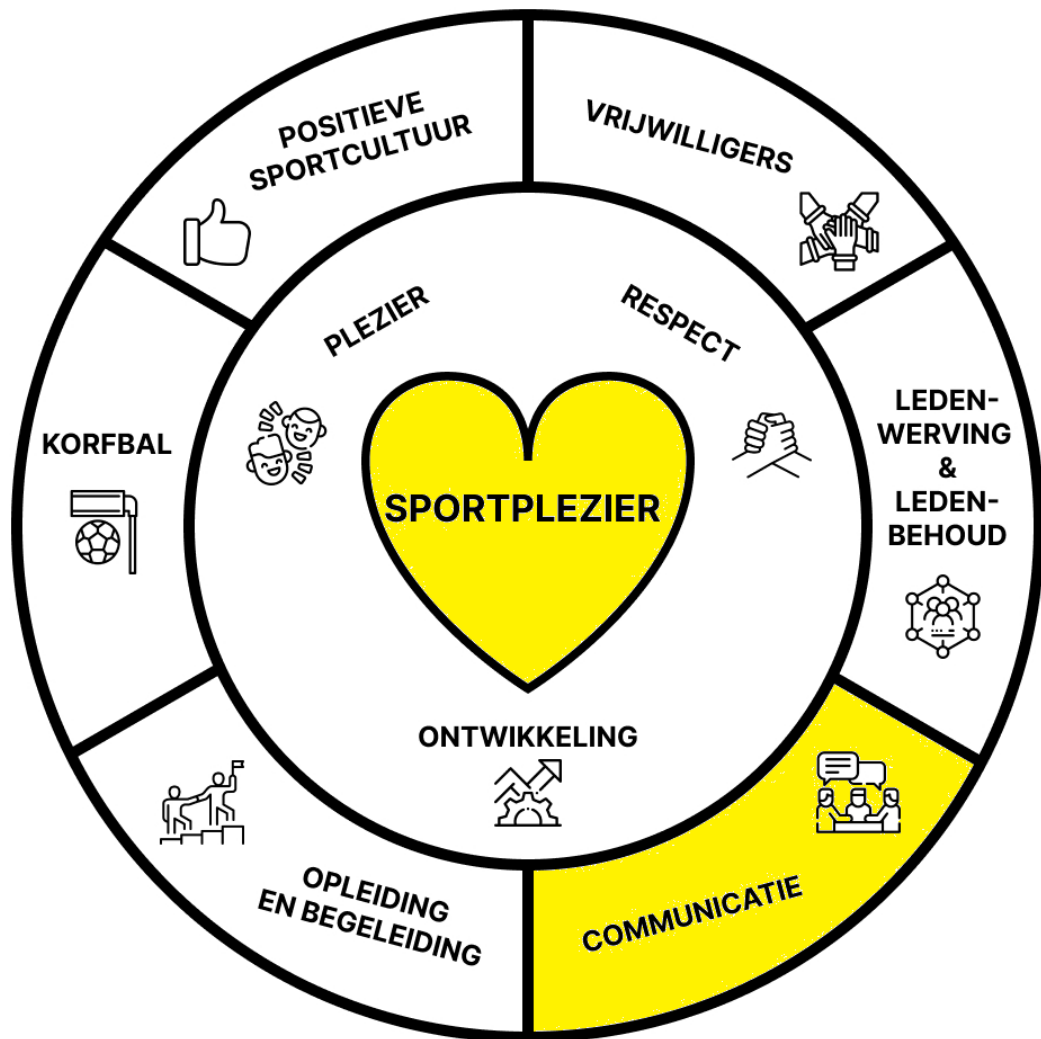 POSITIEVE
SPORTCULTUUR
VRIJWILLIGERS
PLEZIER
RESPECT
KORFBAL
LEDEN-
WERVING
&
LEDEN-
BEHOUD
SPORTPLEZIER
ONTWIKKELING
OPLEIDING
EN BEGELEIDING
COMMUNICATIE